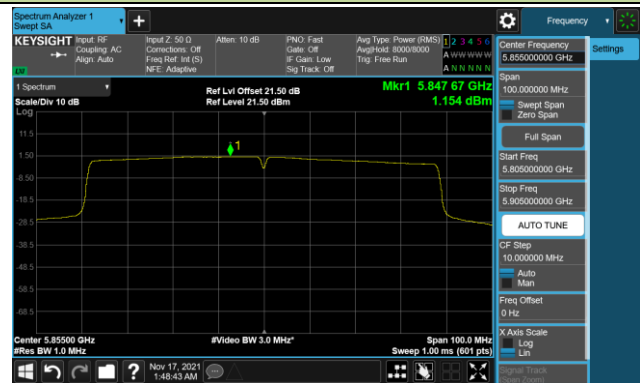 Spectrum Analyzer 1
Swept SA
Frequency
KEYSIGHT
Input: RF
Coupling: AC
Align: Auto
Input Z: 50 Ω
Corrections: Off
Freq Ref: Int (S)
NFE: Adaptive
Atten: 10 dB
PNO: Fast
Gate: Off
IF Gain: Low
Sig Track: Off
Avg Type: Power (RMS)
Avg|Hold: 8000/8000
Trig: Free Run
1 2 3 4 5 6
A W W W W W
A N N N N N
LW
1 Spectrum
Scale/Div 10 dB
Log
Ref Lvl Offset 21.50 dB
Ref Level 21.50 dBm
Mkr1 5.847 67 GHz
1.154 dBm
11.5
1.50
-8.50
-18.5
-28.5
-38.5
-48.5
-58.5
-68.5
1
Center 5.85500 GHz
#Res BW 1.0 MHz
#Video BW 3.0 MHz*
Span 100.0 MHz
Sweep 1.00 ms (601 pts)
Nov 17, 2021
1:48:43 AM
Center Frequency
5.855000000 GHz
Settings
Span
100.000000 MHz
Swept Span
Zero Span
Full Span
Start Freq
5.805000000 GHz
Stop Freq
5.905000000 GHz
AUTO TUNE
CF Step
10.000000 MHz
Auto
Man
Freq Offset
0 Hz
X Axis Scale
Log
Lin
Signal Track
(Span Zoom)